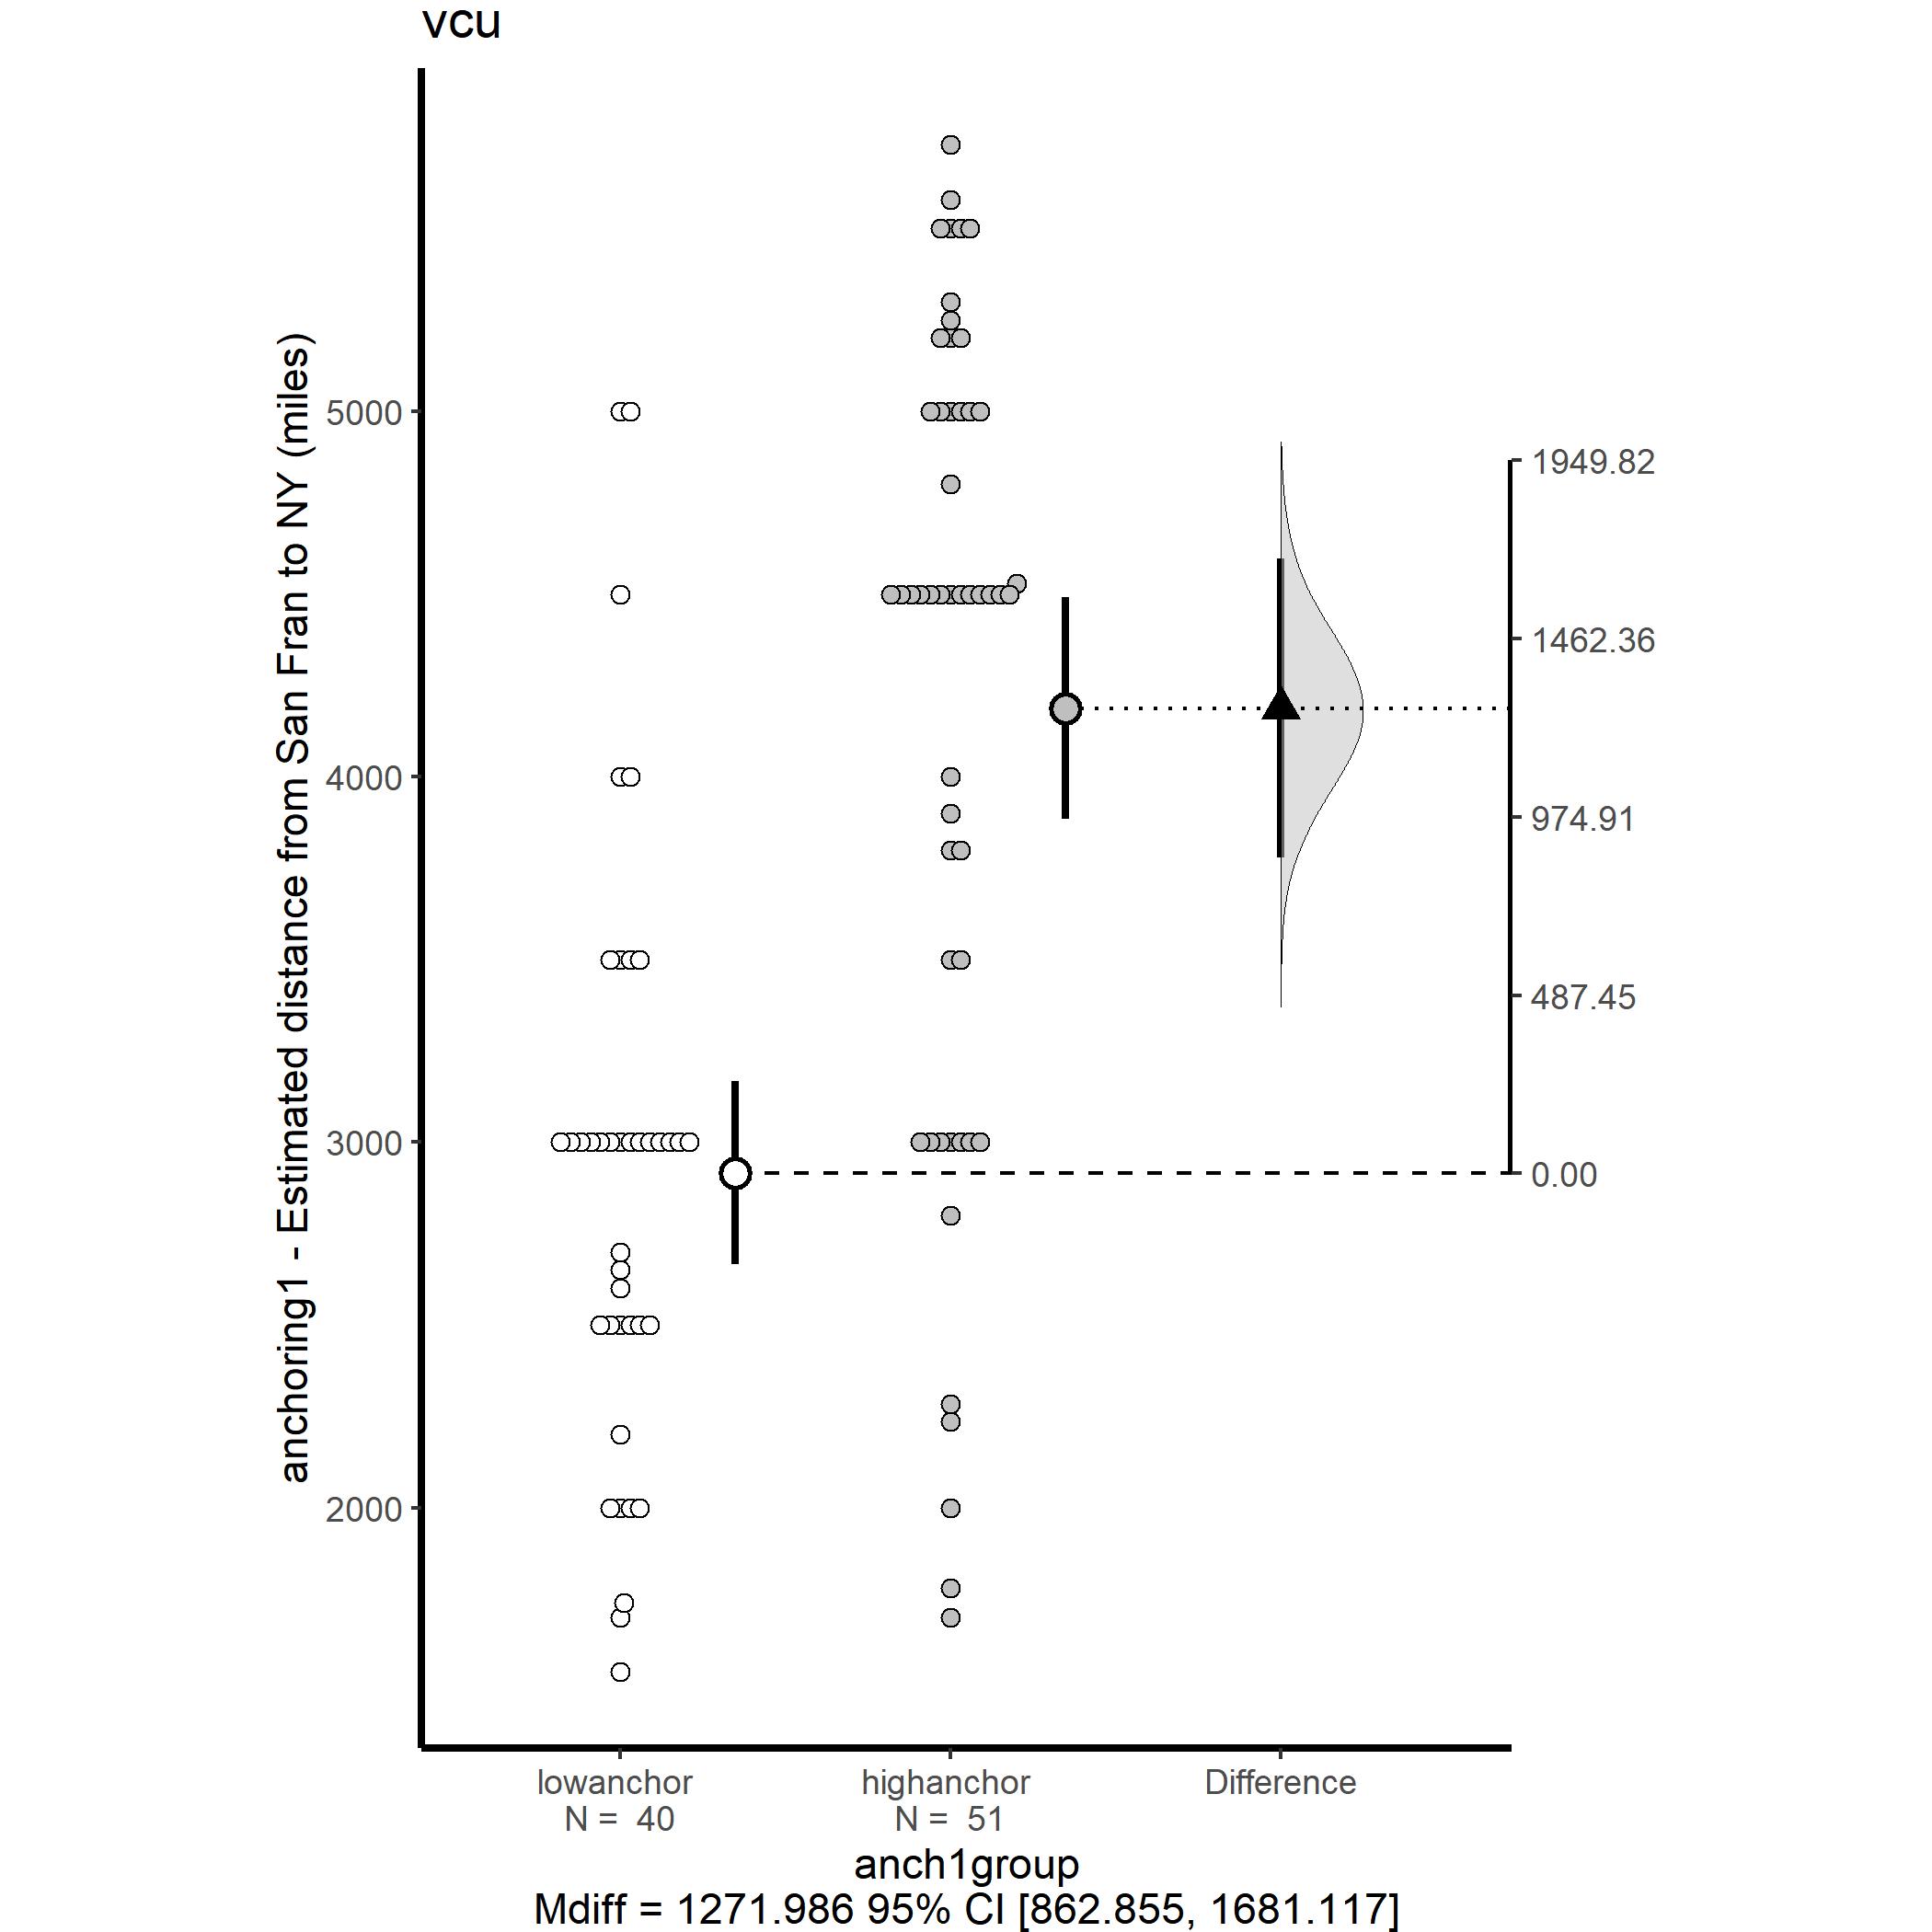 vcu
anchoring1 - Estimated distance from San Fran to NY (miles)
5000
4000
3000
2000
1949.82
1462.36
974.91
487.45
0.00
lowanchor
N =  40
highanchor
N =  51
Difference
anch1group
Mdiff = 1271.986 95% CI [862.855, 1681.117]